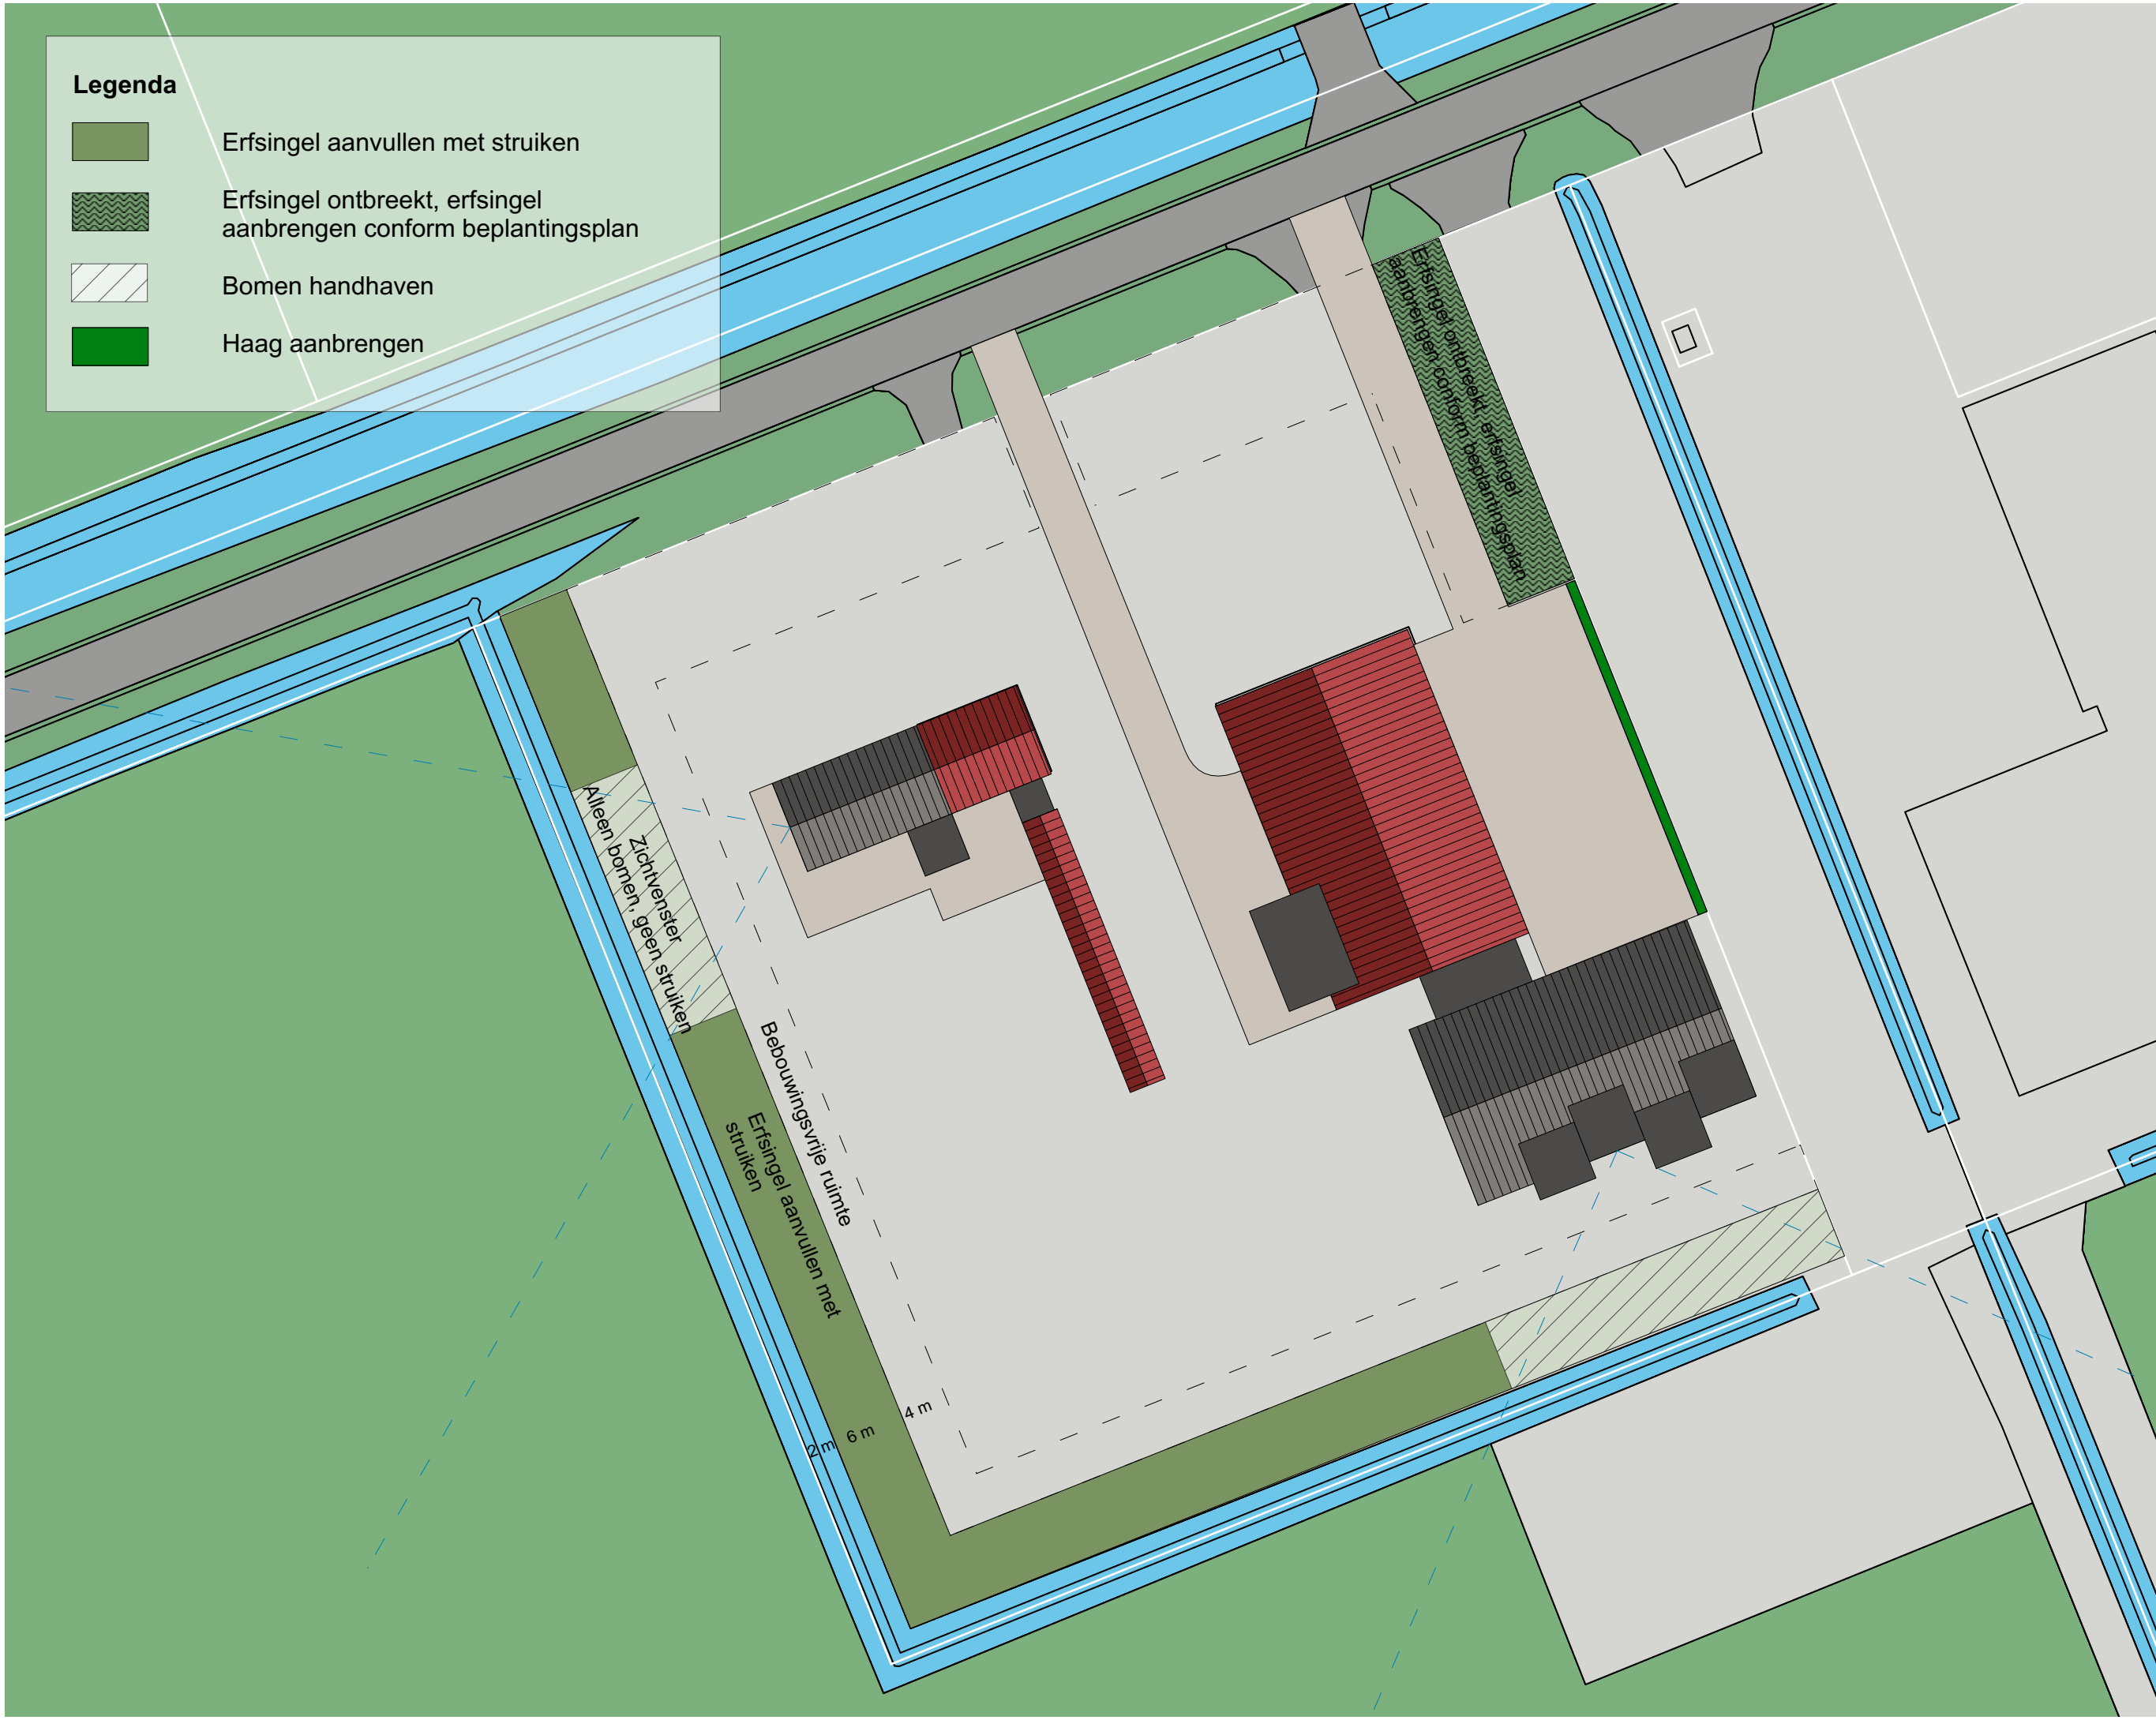 Legenda
Erfsingel aanvullen met struiken
Erfsingel ontbreekt, erfsingel
aanbrengen conform beplantingsplan
Bomen handhaven
Haag aanbrengen
Erfsingel ontbreekt, erfsingel
aanbrengen conform beplantingsplan
Zichtvenster
Alleen bomen, geen struiken
Bebouwingsvrije ruimte
Erfsingel aanvullen met
struiken
2 m
6 m
4 m